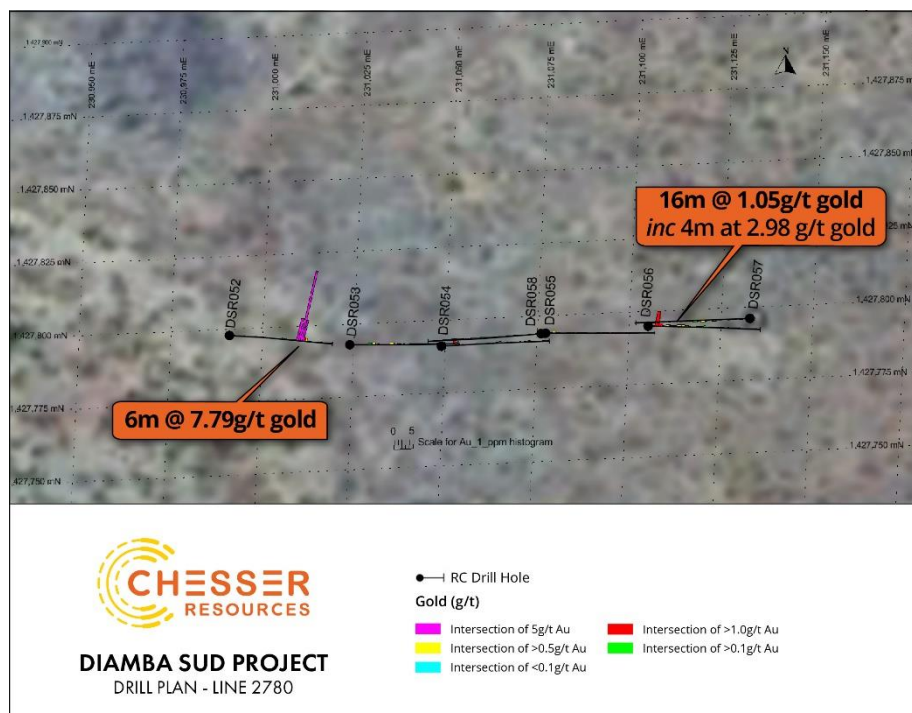 1,427,900 mN
230,950 mE
230,975 mE
231,000 mE
231,025 mE
231,050 mE
231,075 mE
231,100 mE
231,125 mE
231,150 mE
1,427,875 mN
1,427,875 mN
1,427,850 mN
1,427,850 mN
16m @ 1.05g/t gold
inc 4m at 2.98 g/t gold
1,427,825 mN
DSR052
DSR053
DSR054
DSR058
DSR055
DSR056
DSR057
1,427,800 mN
1,427,800 mN
1,427,775 mN
1,427,775 mN
6m @ 7.79g/t gold
0 5
Scale for Au_1_ppm histogram
1,427,750 mN
1,427,750 mN
CHESSER
RESOURCES
DIAMBA SUD PROJECT
DRILL PLAN - LINE 2780
RC Drill Hole
Gold (g/t)
Intersection of 5g/t Au
Intersection of >1.0g/t Au
Intersection of >0.5g/t Au
Intersection of >0.1g/t Au
Intersection of <0.1g/t Au